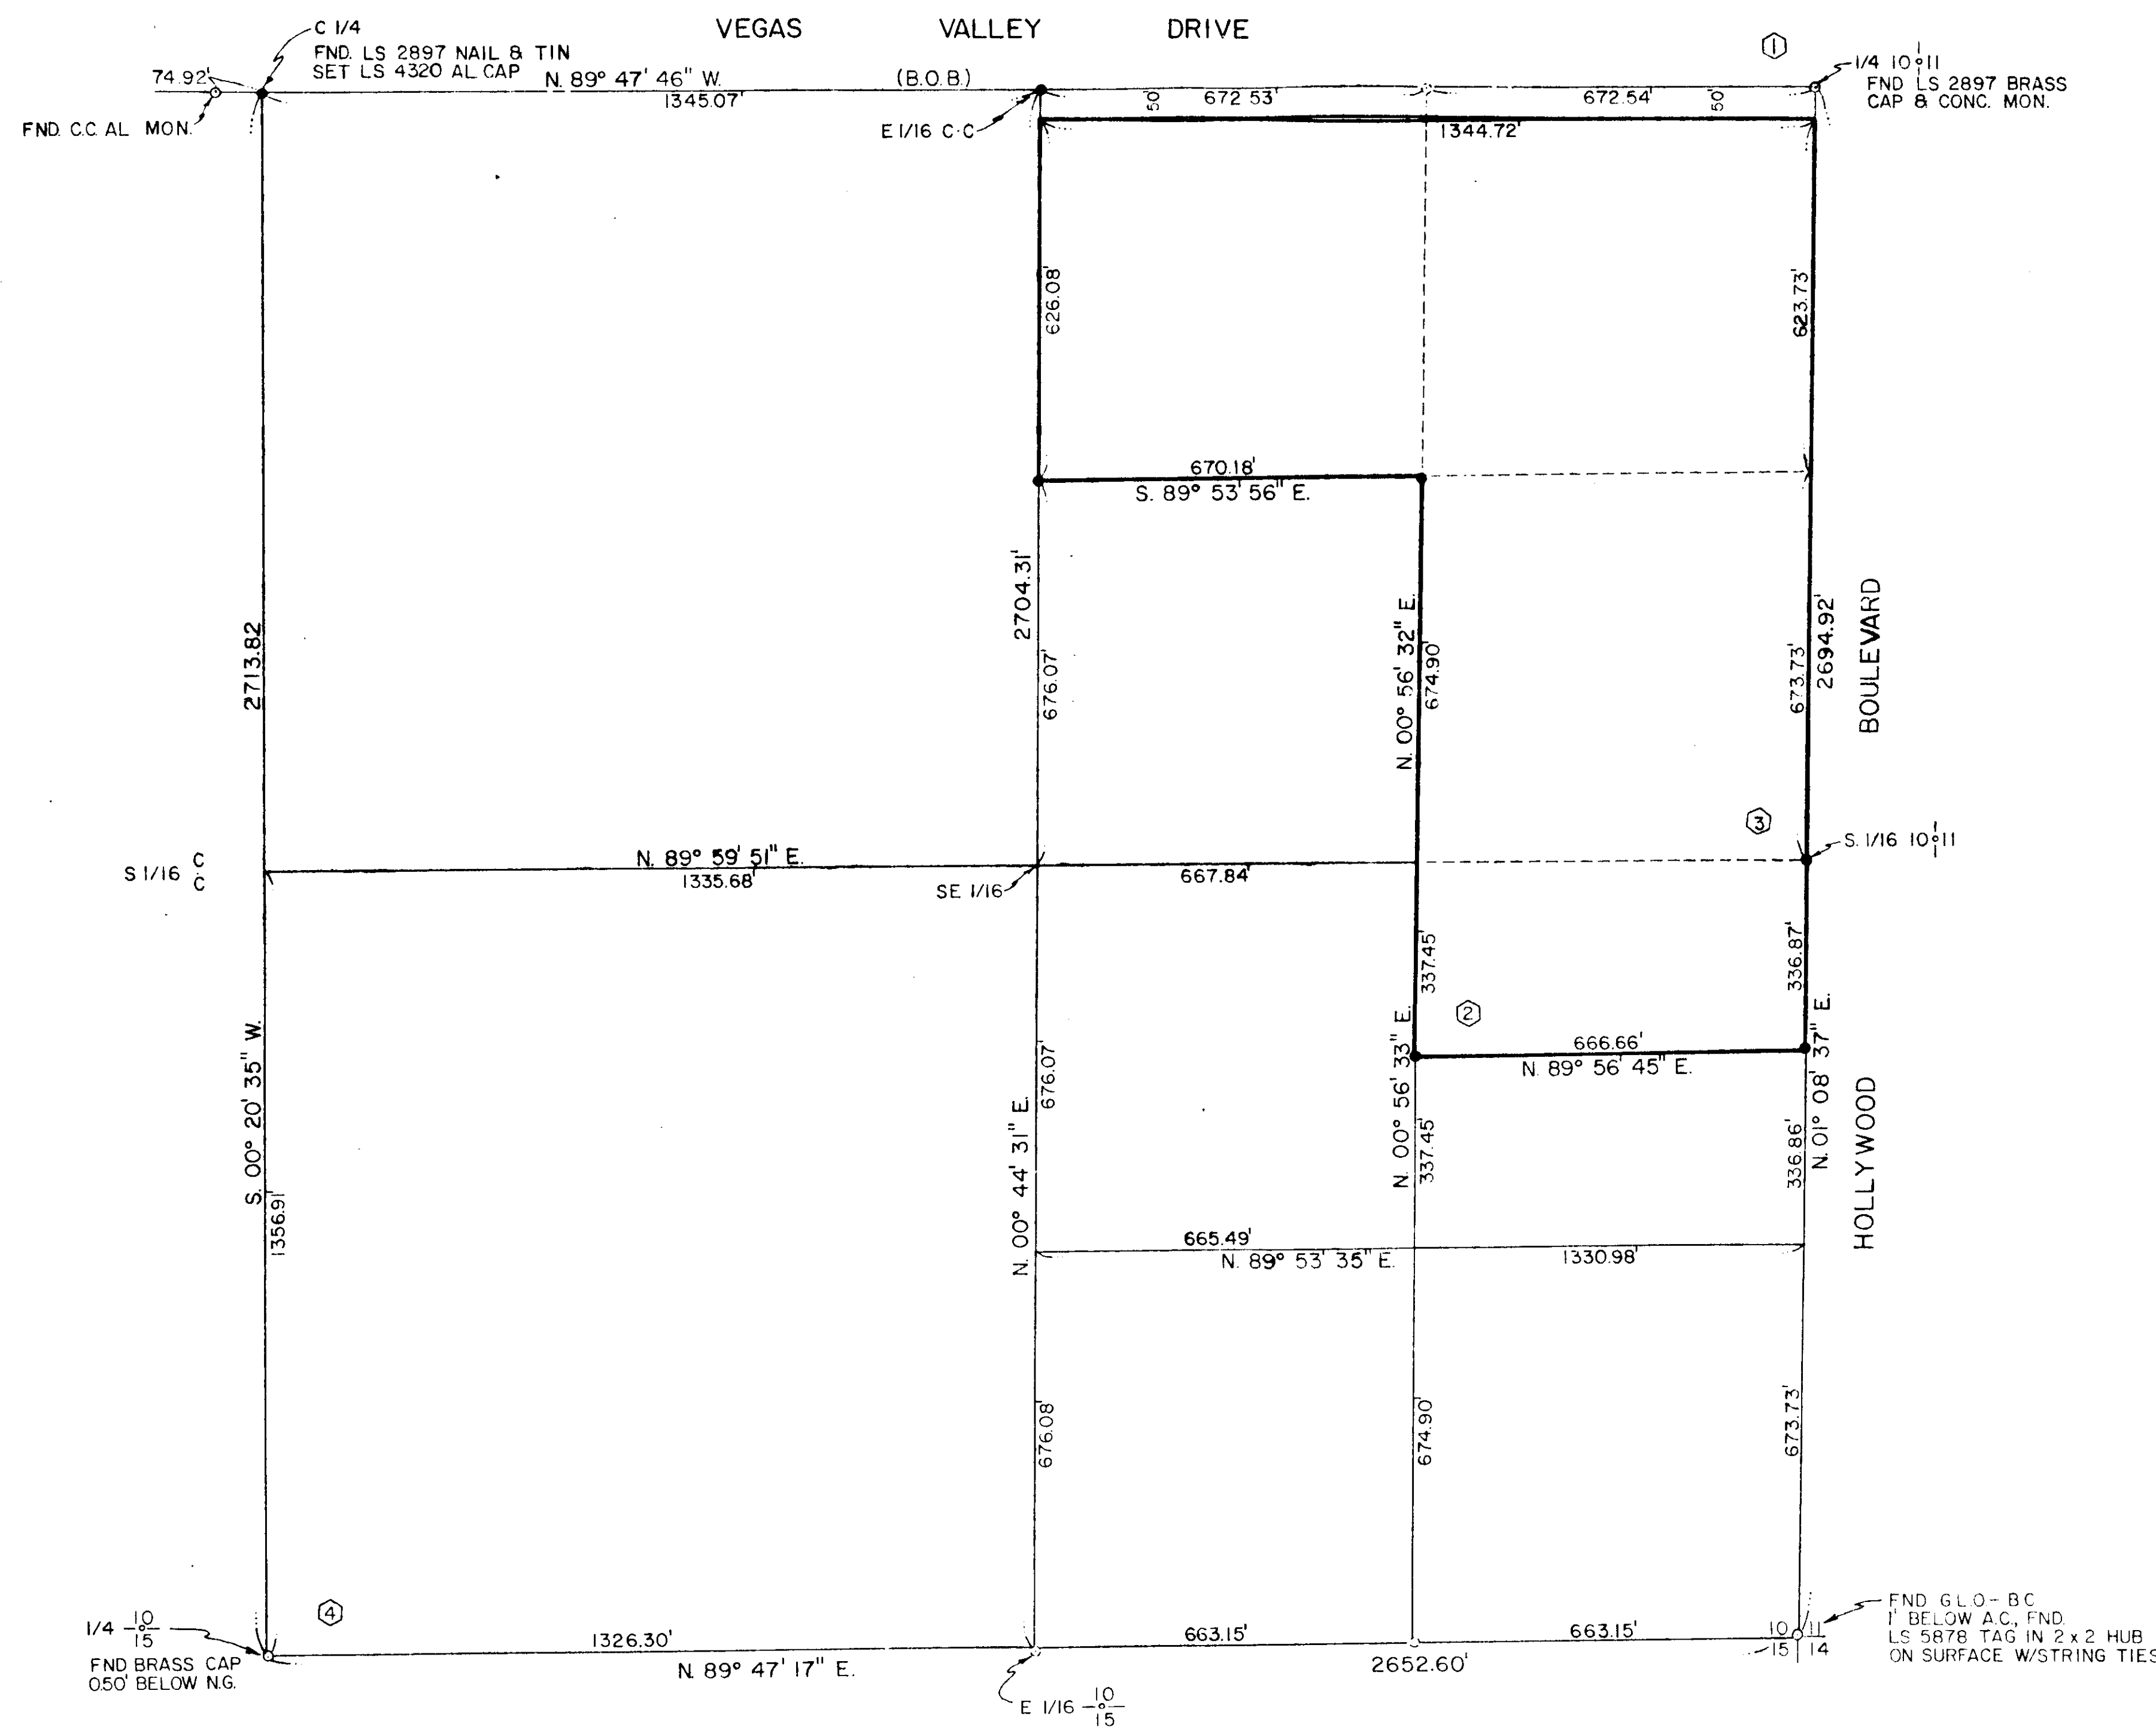 VEGAS VALLEY DRIVE
C 1/4
FND. LS 2897 NAIL & TIN
SET LS 4320 AL CAP
74.92'
FND. C.C. AL MON.
N. 89° 47' 46" W.
1345.07'
(B.O.B.)
E 1/16 C-C
50'
672.53'
672.54'
50'
1
1/4 10 11
FND LS 2897 BRASS
CAP & CONC. MON.
1344.72'
626.08'
623.73'
670.18'
S. 89° 53' 56" E.
2713.82
2704.31'
676.07'
N. 00° 56' 32" E.
674.90'
673.73'
2694.92'
BOULEVARD
3
S. 1/16 10 11
S 1/16 C
C
N. 89° 59' 51" E.
1335.68'
SE 1/16
667.84'
337.45'
336.87'
2
666.66'
N. 89° 56' 45" E.
S. 00° 20' 35" W.
1356.91
N. 00° 44' 31" E.
676.07'
N. 00° 56' 33" E.
337.45'
336.86'
N. 01° 08' 37" E.
HOLLYWOOD
665.49'
N. 89° 53' 35" E.
1330.98'
676.08'
674.90'
673.73'
4
1/4 10
15
FND BRASS CAP
0.50' BELOW N.G.
1326.30'
N. 89° 47' 17" E.
663.15'
663.15'
2652.60'
E 1/16 10
15
10 11
15 14
FND G.L.O.- B C
1' BELOW A.C., FND.
LS 5878 TAG IN 2 x 2 HUB
ON SURFACE W/STRING TIES